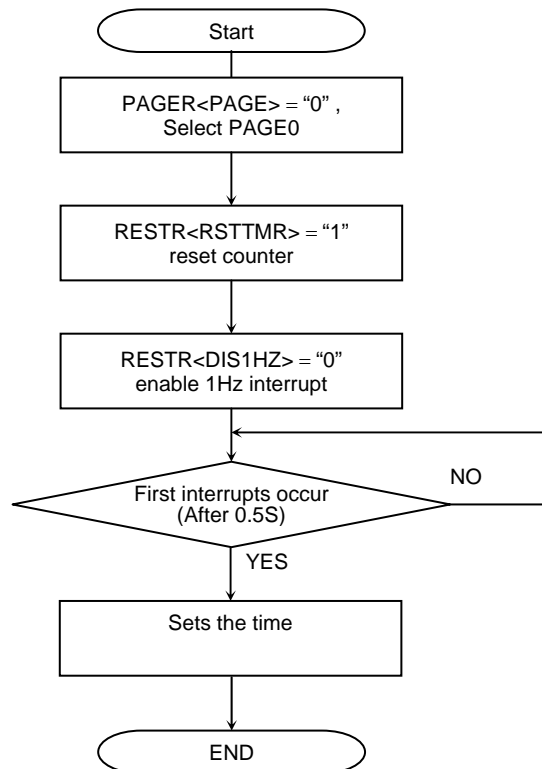 Start
PAGER<PAGE> = “0” ,
Select PAGE0
RESTR<RSTTMR> = “1”
reset counter
RESTR<DIS1HZ> = “0”
enable 1Hz interrupt
First interrupts occur
(After 0.5S)
NO
YES
Sets the time
END